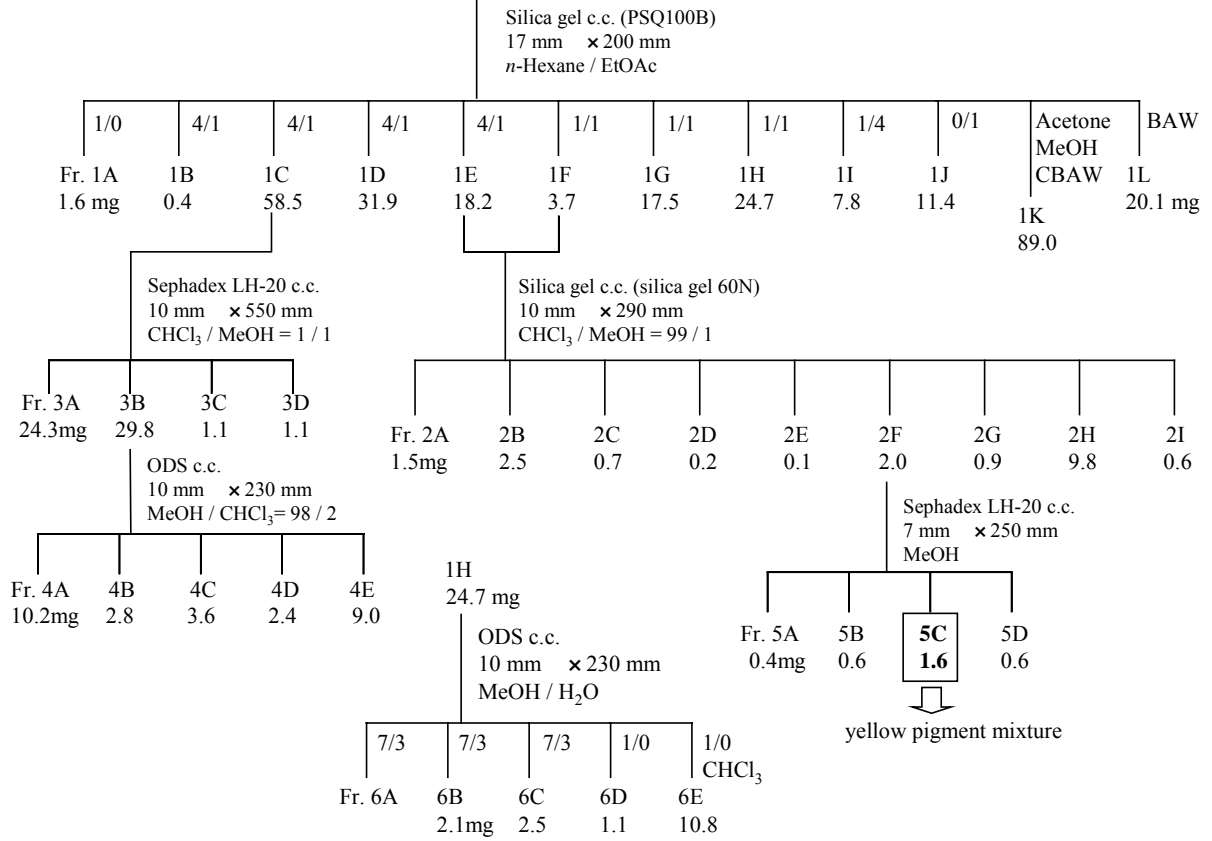 Silica gel c.c. (PSQ100B)
17 mm × 200 mm
n-Hexane / EtOAc
1/0 4/1 4/1 4/1 4/1 1/1 1/1 1/1 1/4 0/1 Acetone BAW
MeOH
CBAW
Fr. 1A 1B 1C 1D 1E 1F 1G 1H 1I 1J 1L
1.6 mg 0.4 58.5 31.9 18.2 3.7 17.5 24.7 7.8 11.4 20.1 mg
1K
89.0
Sephadex LH-20 c.c.
10 mm × 550 mm
CHCl3 / MeOH = 1 / 1
Silica gel c.c. (silica gel 60N)
10 mm × 290 mm
CHCl3 / MeOH = 99 / 1
Fr. 3A 3B 3C 3D
24.3mg 29.8 1.1 1.1
Fr. 2A 2B 2C 2D 2E 2F 2G 2H 2I
1.5mg 2.5 0.7 0.2 0.1 2.0 0.9 9.8 0.6
ODS c.c.
10 mm × 230 mm
MeOH / CHCl3= 98 / 2
Sephadex LH-20 c.c.
7 mm × 250 mm
MeOH
Fr. 4A 4B 4C 4D 4E
10.2mg 2.8 3.6 2.4 9.0
1H
24.7 mg
Fr. 5A 5B 5C 5D
0.4mg 0.6 1.6 0.6
yellow pigment mixture
ODS c.c.
10 mm × 230 mm
MeOH / H2O
7/3 7/3 7/3 1/0 1/0
CHCl3
Fr. 6A 6B 6C 6D 6E
2.1mg 2.5 1.1 10.8